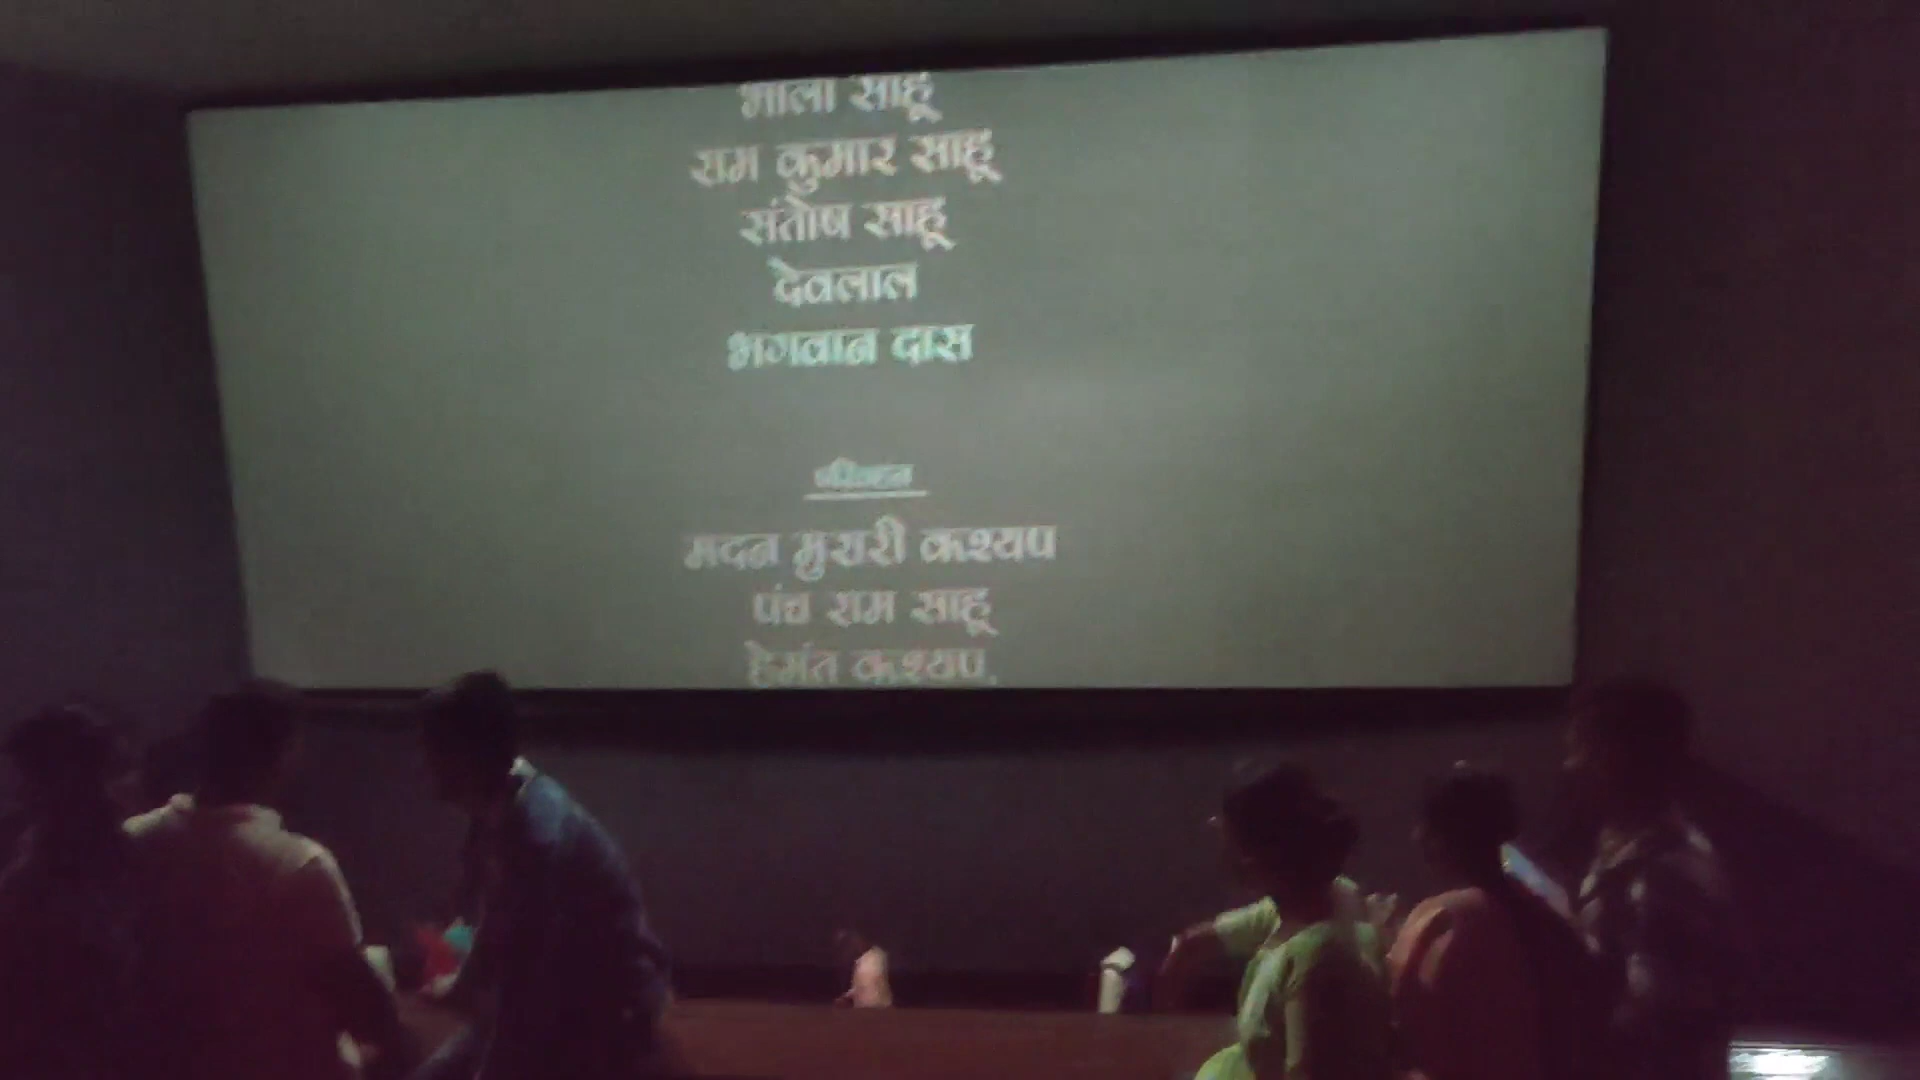 साहू
राम कुमार साहू
संतोष साहू
देवलाल
भगवान दास
मदन मुरारी कश्यप
पंच राम साहू
हेमंत कश्यप.